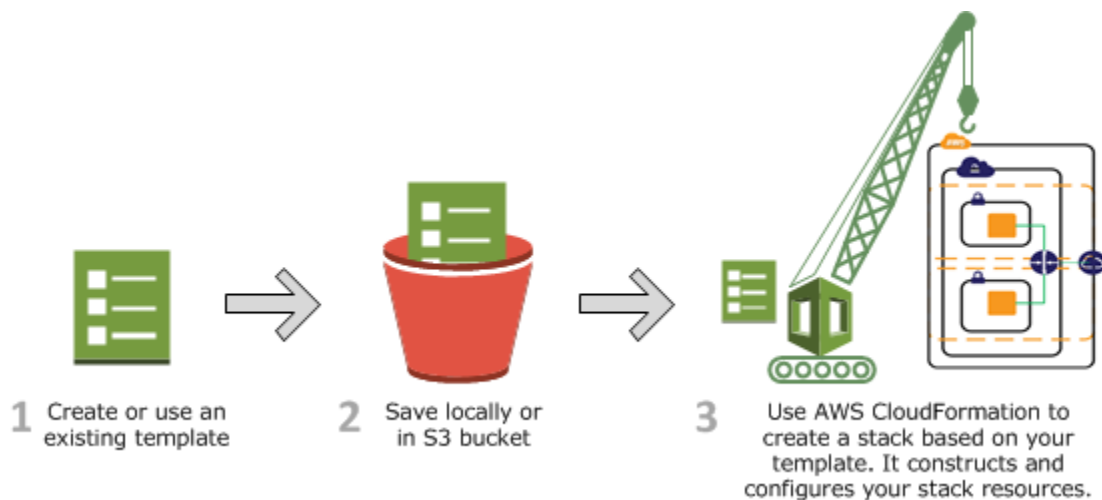 AWS
1 Create or use an
existing template
2 Save locally or
in S3 bucket
3 Use AWS CloudFormation to
create a stack based on your
template. It constructs and
configures your stack resources.